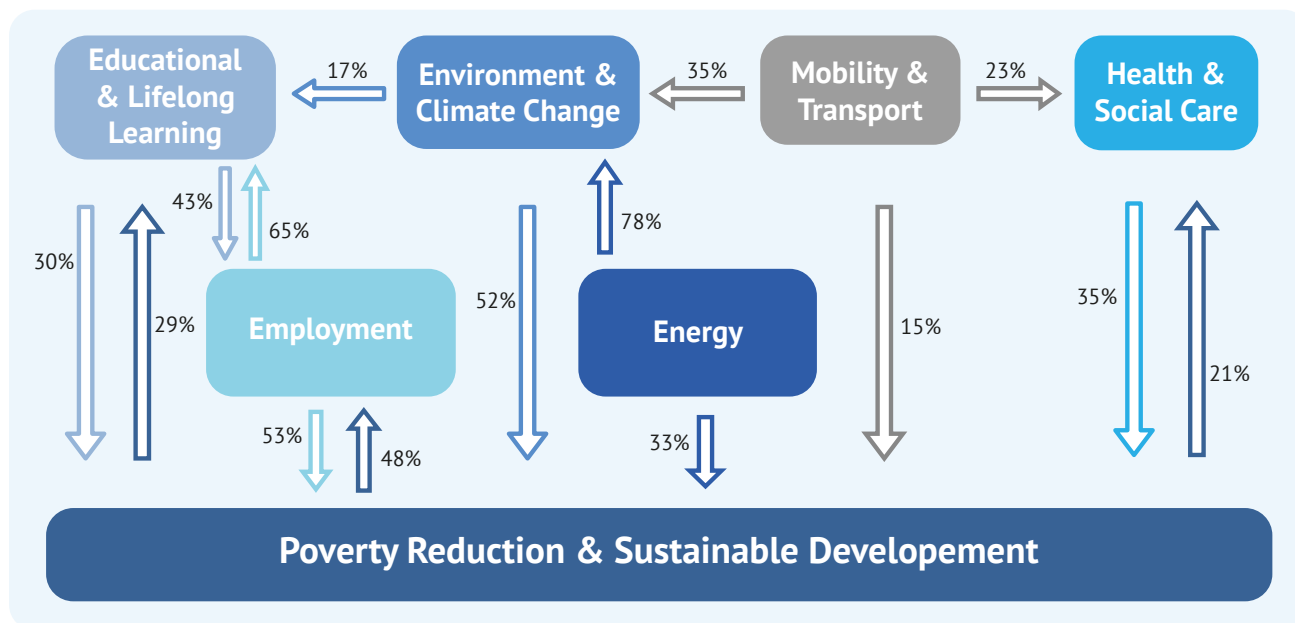 Educational
& Lifelong
Learning
17%
Environment &
Climate Change
35%
Mobility &
Transport
23%
Health &
Social Care
43%
65%
30%
29%
Employment
52%
78%
Energy
15%
35%
21%
53%
48%
33%
Poverty Reduction & Sustainable Developement